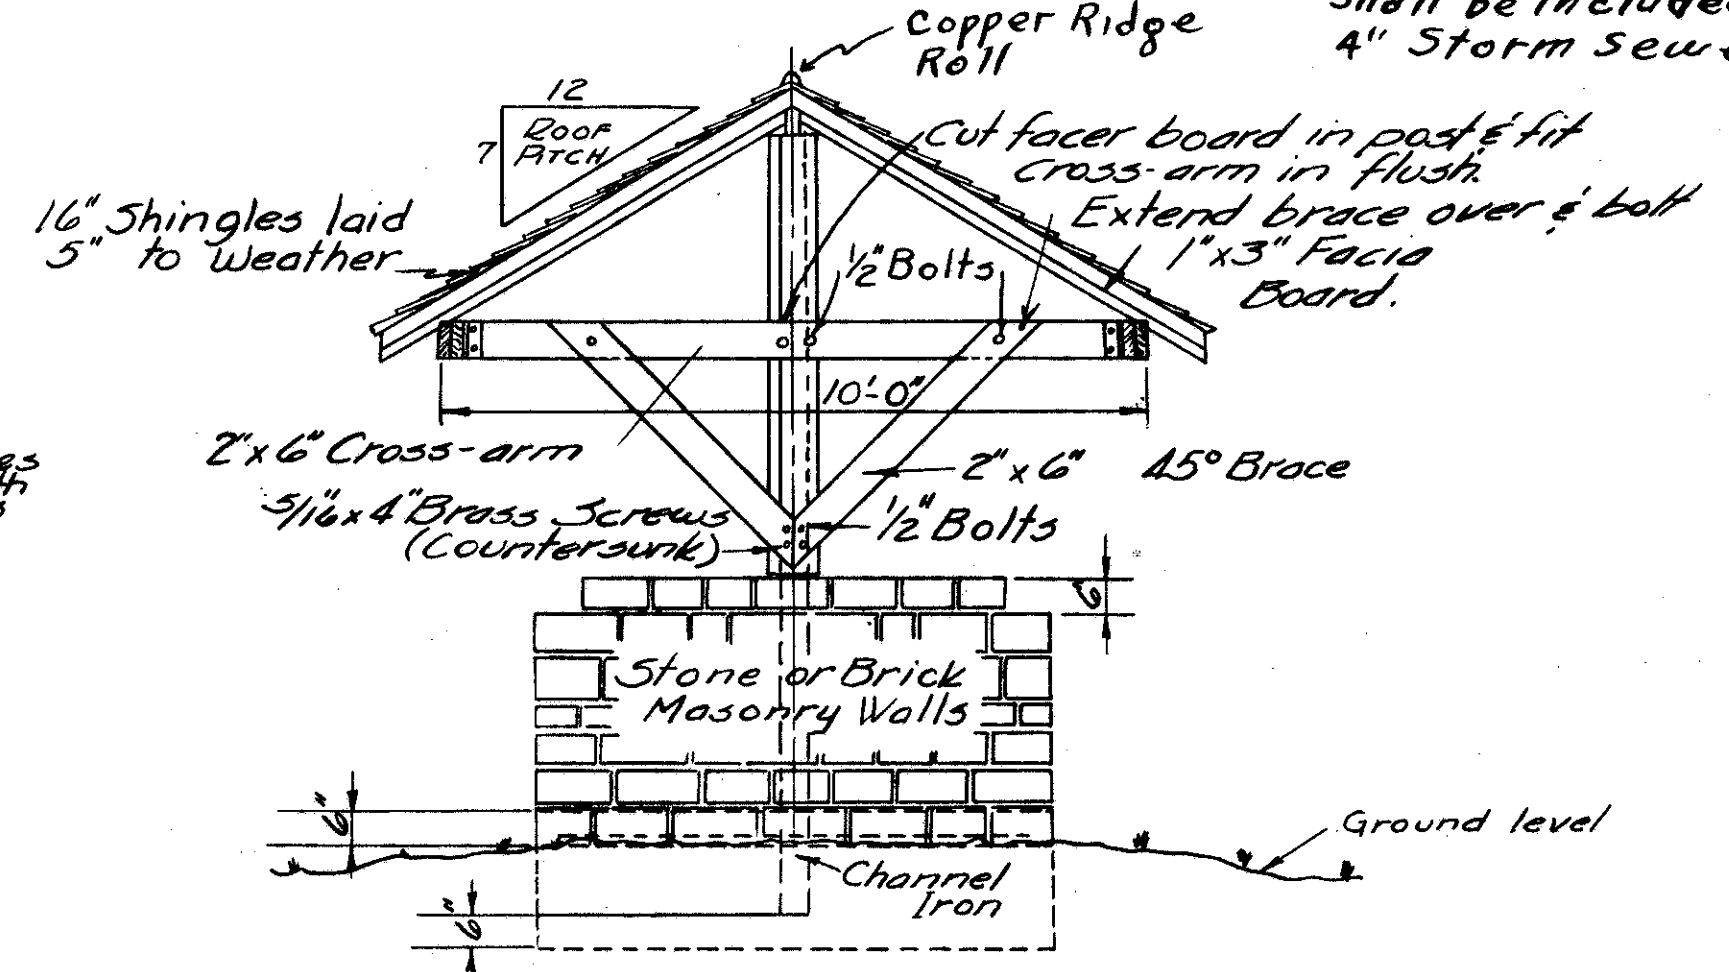 Copper Ridge
Roll
shall be included
4" Storm Sew
12
7
Roof
Pitch
Cut facer board in post & fit
cross-arm in flush.
Extend brace over & bolt
1"x3" Facia
Board.
16" Shingles laid
5" to Weather
1/2" Bolts
10'-0"
2"x6" Cross-arm
2"x6" 45° Brace
5/16"x4" Brass Screws
(Countersunk)
1/2" Bolts
6"
Stone or Brick
Masonry Walls
6"
Ground level
Channel
Iron
6"